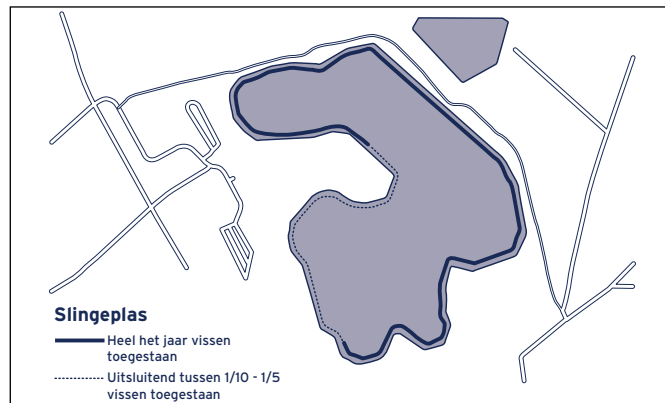 Slingeplas
Heel het jaar vissen
toegestaan
Uitsluitend tussen 1/10 - 1/5
vissen toegestaan